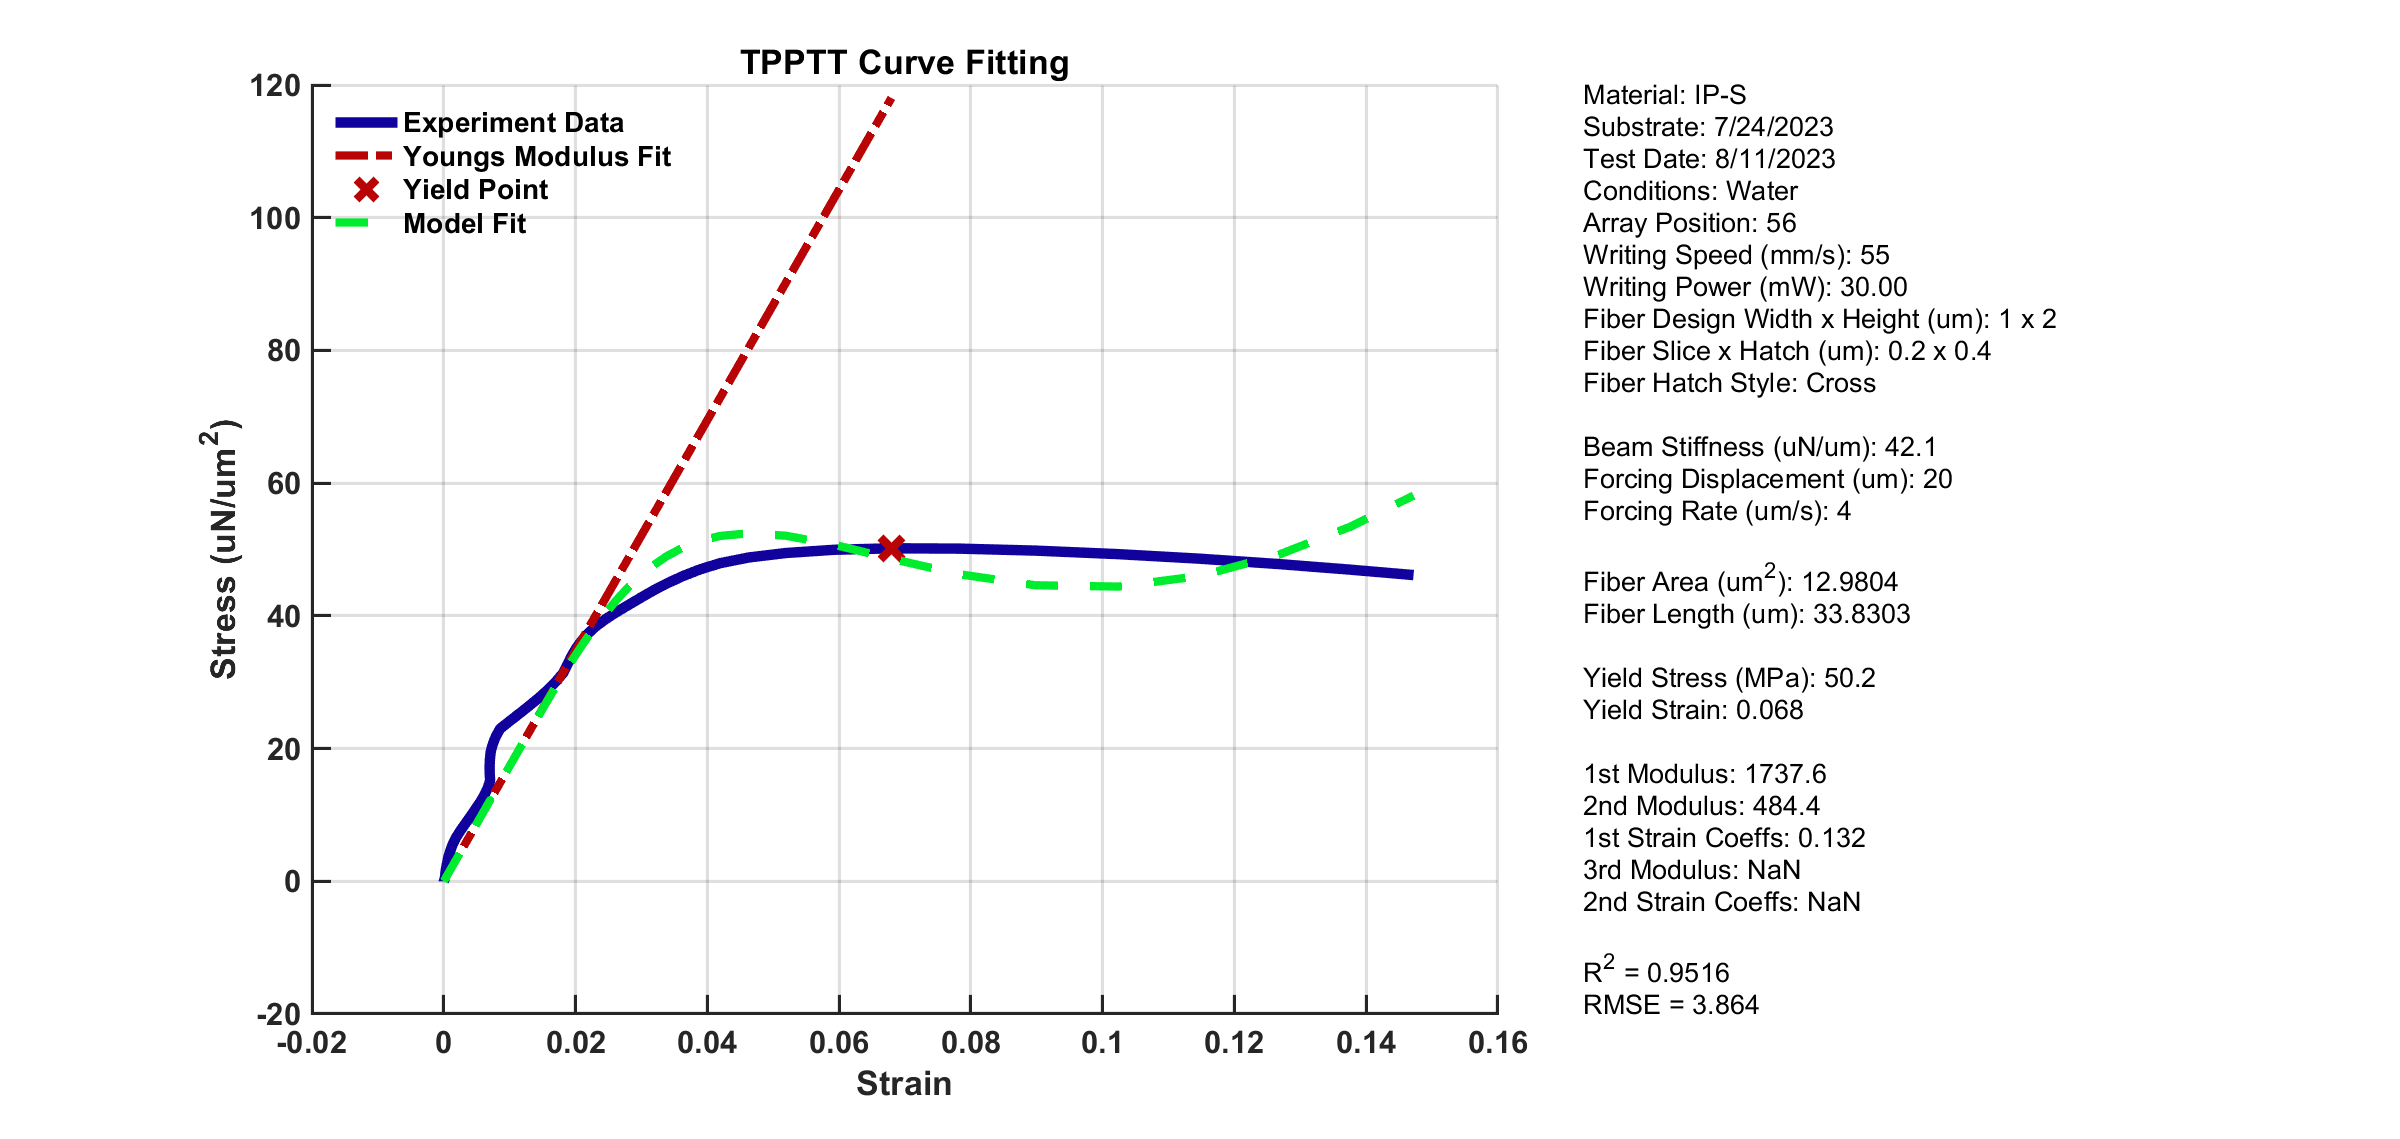 TPPTT Curve Fitting
120
100
80
60
40
20
0
-20
Stress (uN/um²)
Experiment Data
Youngs Modulus Fit
Yield Point
Model Fit
-0.02 0 0.02 0.04 0.06 0.08 0.1 0.12 0.14 0.16
Strain
Material: IP-S
Substrate: 7/24/2023
Test Date: 8/11/2023
Conditions: Water
Array Position: 56
Writing Speed (mm/s): 55
Writing Power (mW): 30.00
Fiber Design Width x Height (um): 1 x 2
Fiber Slice x Hatch (um): 0.2 x 0.4
Fiber Hatch Style: Cross
Beam Stiffness (uN/um): 42.1
Forcing Displacement (um): 20
Forcing Rate (um/s): 4
Fiber Area (um²): 12.9804
Fiber Length (um): 33.8303
Yield Stress (MPa): 50.2
Yield Strain: 0.068
1st Modulus: 1737.6
2nd Modulus: 484.4
1st Strain Coeffs: 0.132
3rd Modulus: NaN
2nd Strain Coeffs: NaN
R² = 0.9516
RMSE = 3.864